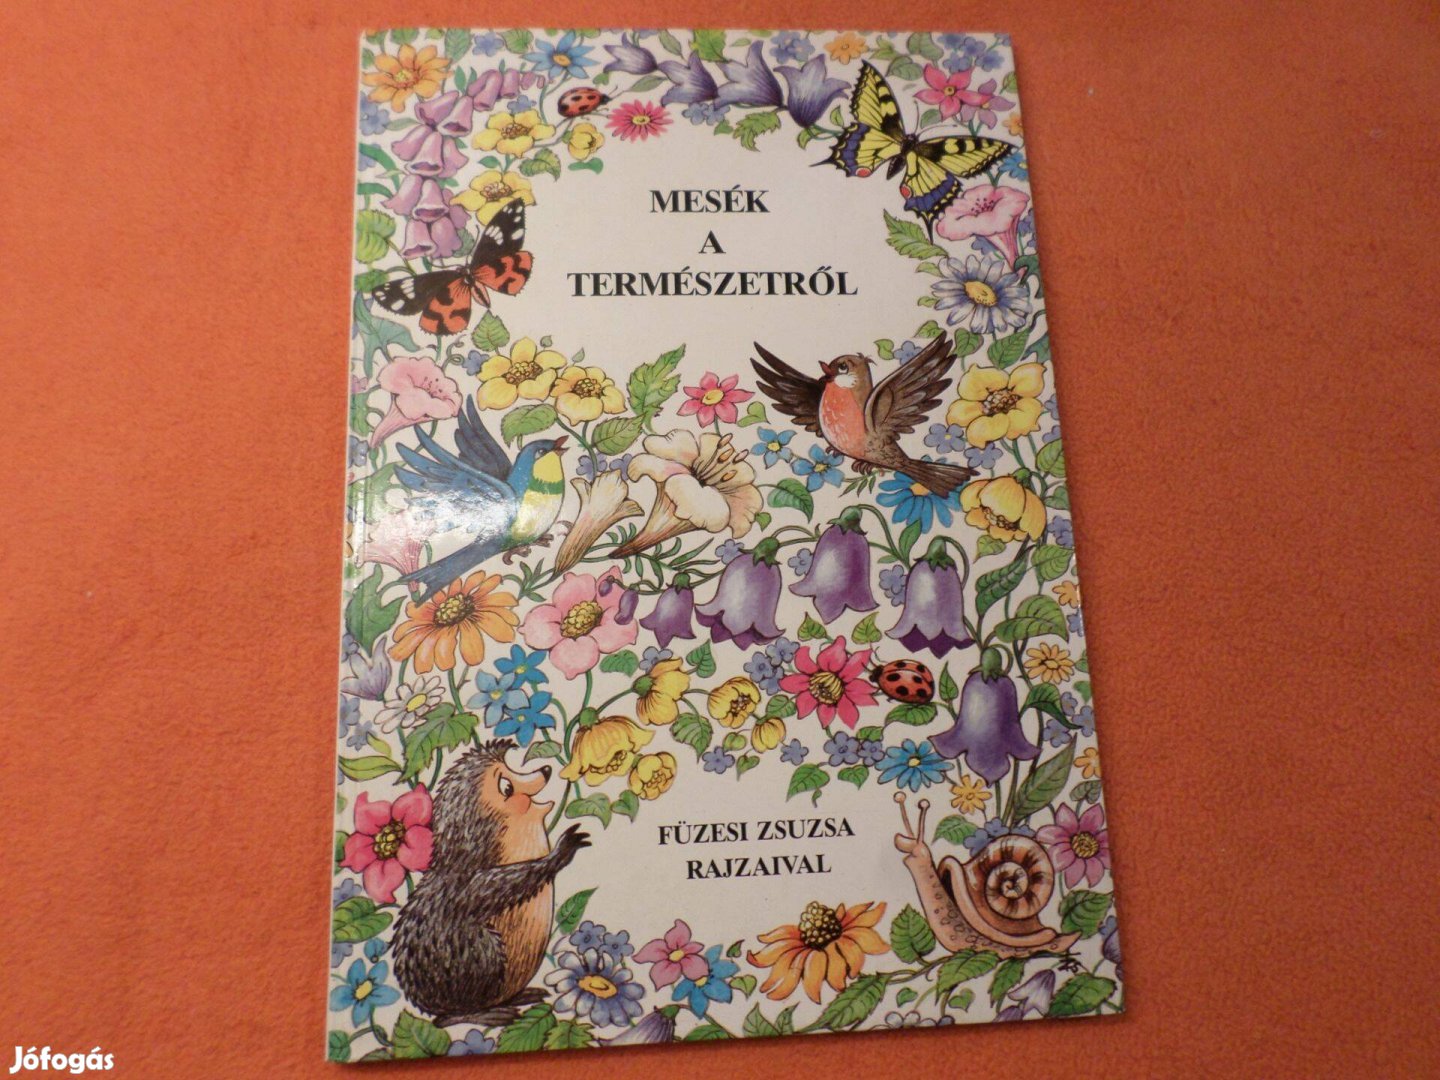 MESÉK
A
TERMÉSZETRŐL
FÜZESI ZSUZSA
RAJZAIVAL
Jófogás